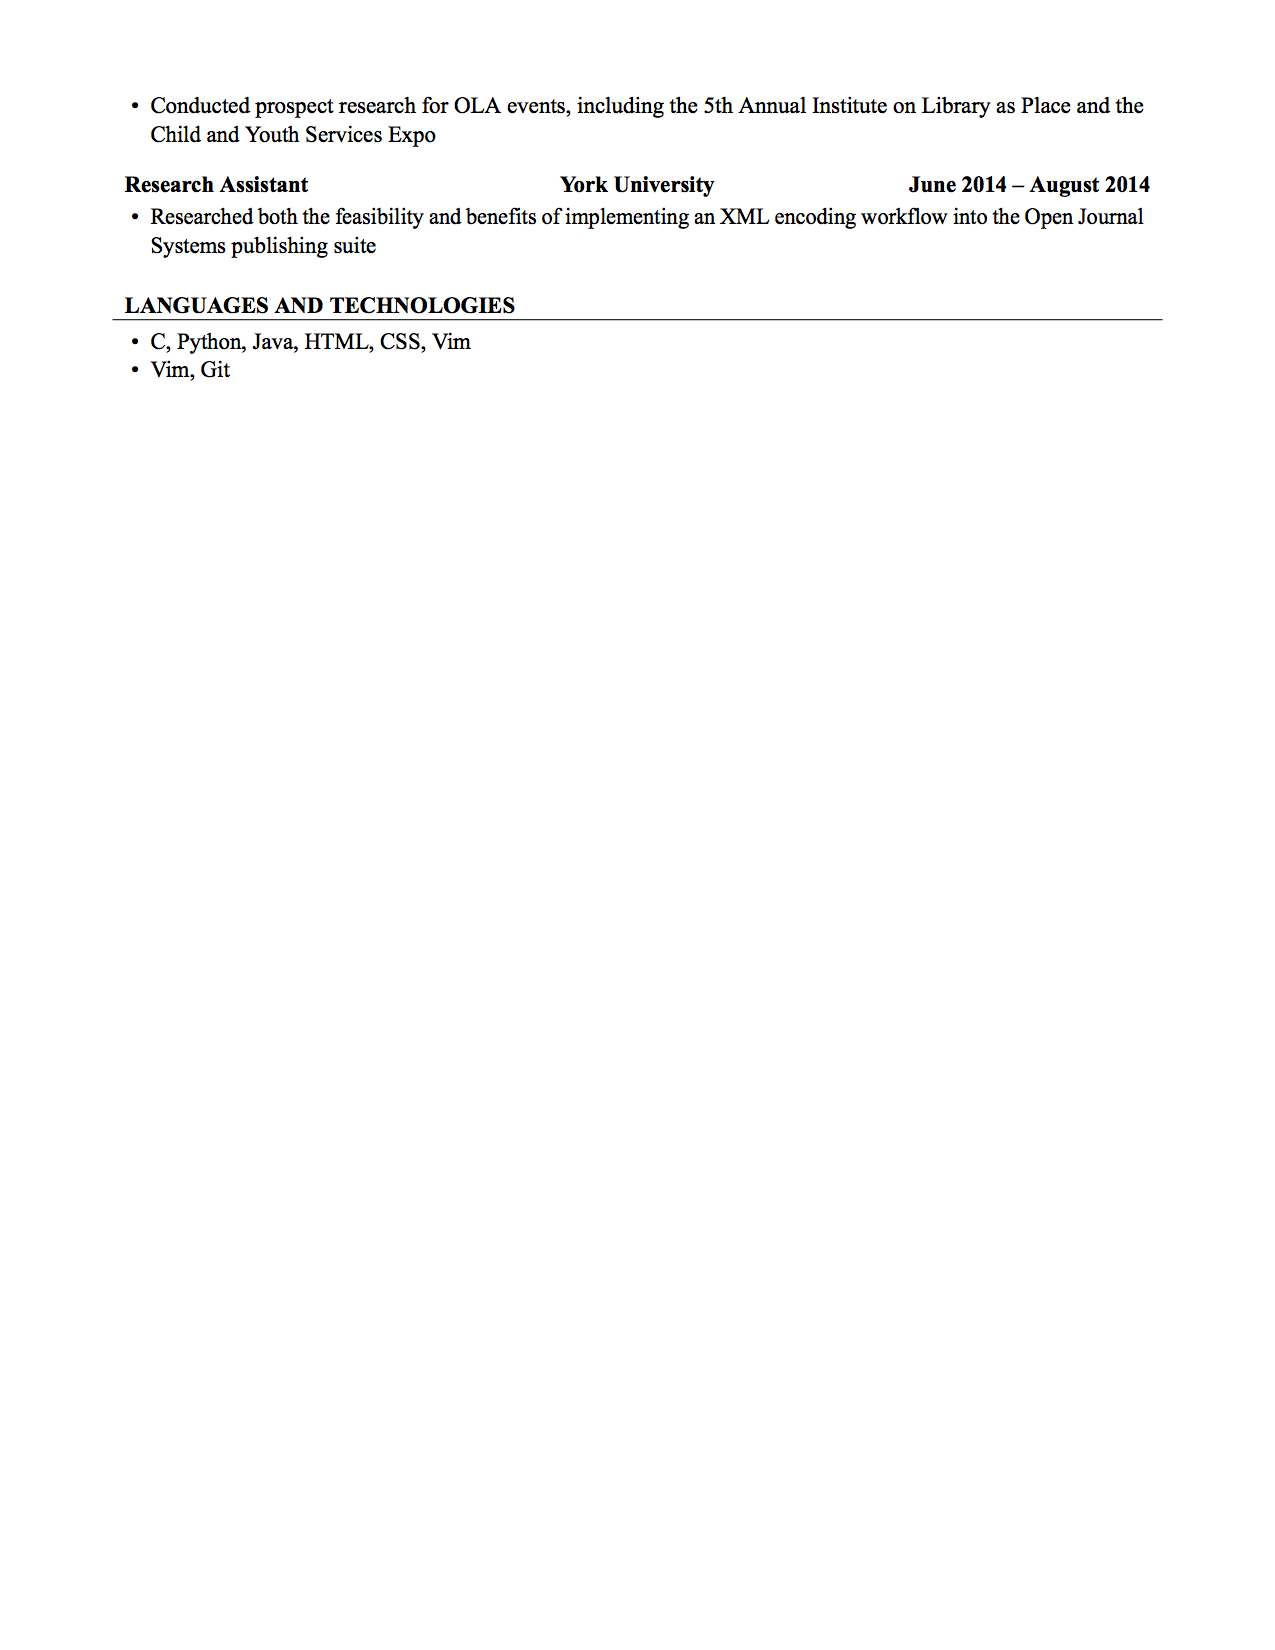 • Conducted prospect research for OLA events, including the 5th Annual Institute on Library as Place and the
Child and Youth Services Expo
Research Assistant York University June 2014 – August 2014
• Researched both the feasibility and benefits of implementing an XML encoding workflow into the Open Journal
Systems publishing suite
LANGUAGES AND TECHNOLOGIES
• C, Python, Java, HTML, CSS, Vim
• Vim, Git